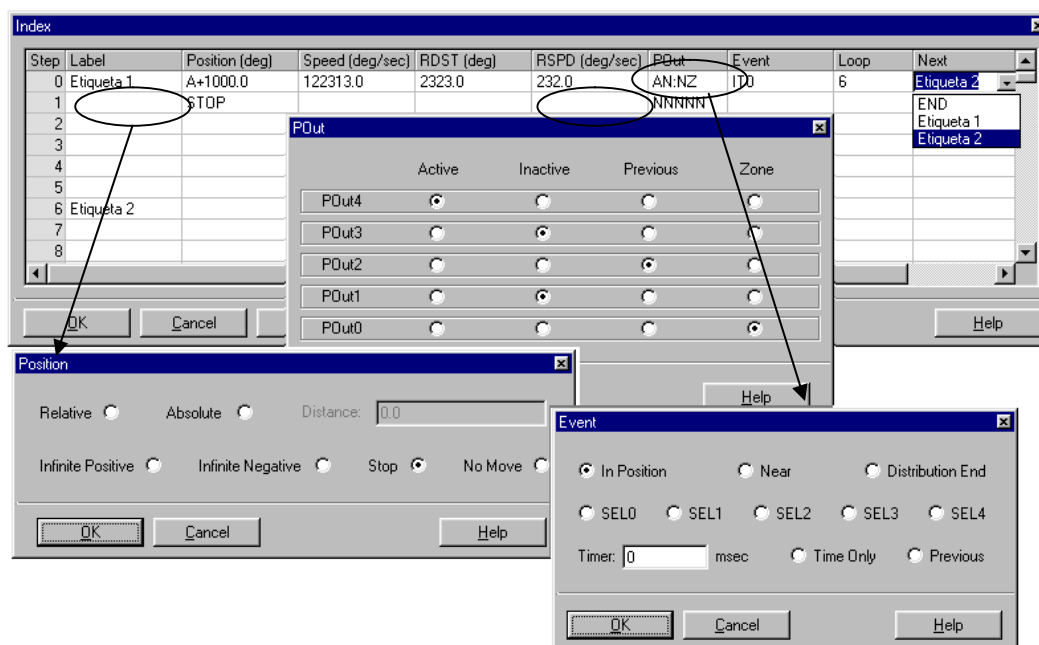 Index
Step Label Position (deg) Speed (deg/sec) RDST (deg) RSPD (deg/sec) POut Event Loop Next
0 Etiqueta 1 A+1000.0 122313.0 2323.0 232.0 AN:NZ IT0 6 Etiqueta 2
1 STOP NNNNN END
2 Etiqueta 1
3 Etiqueta 2
4
5
6 Etiqueta 2
7
8
OK Cancel Help
POut
Active Inactive Previous Zone
POut4
POut3
POut2
POut1
POut0
Help
Position
Relative Absolute Distance: 0.0
Infinite Positive Infinite Negative Stop No Move
OK Cancel Help
Event
In Position Near Distribution End
SEL0 SEL1 SEL2 SEL3 SEL4
Timer: 0 msec Time Only Previous
OK Cancel Help